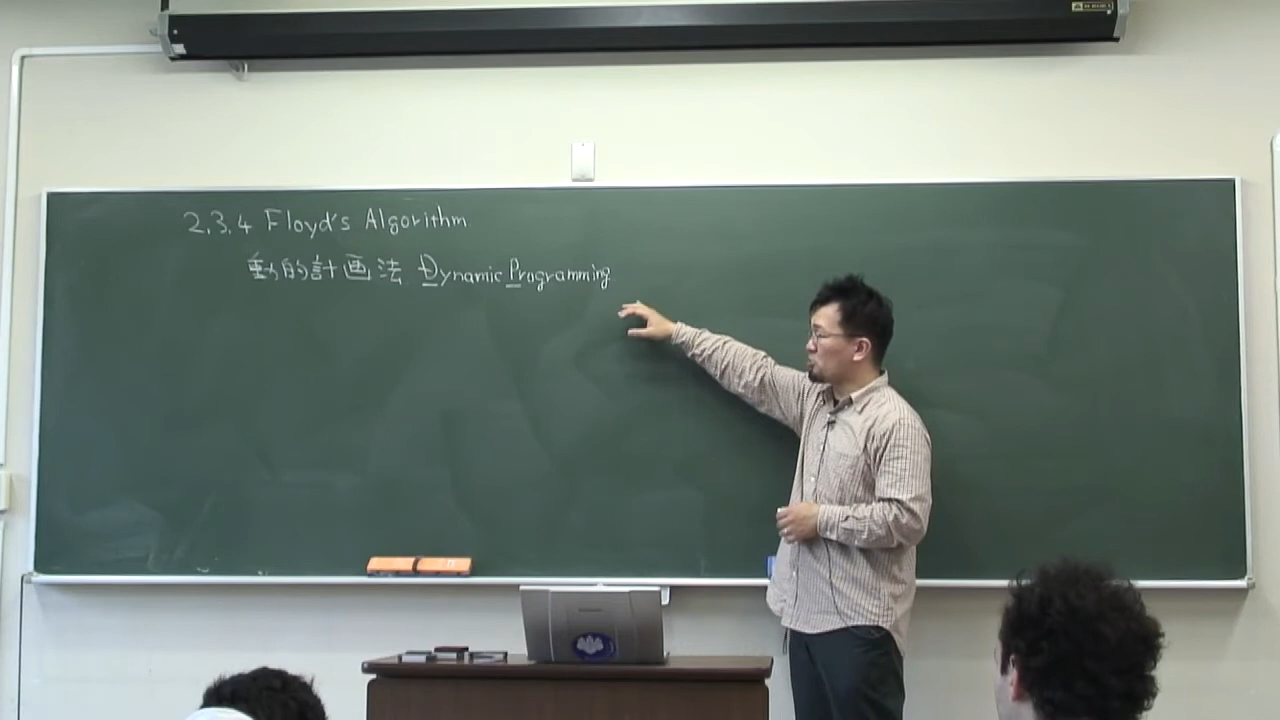 2.3.4 Floyd's Algorithm
動的計画法 Dynamic Programming